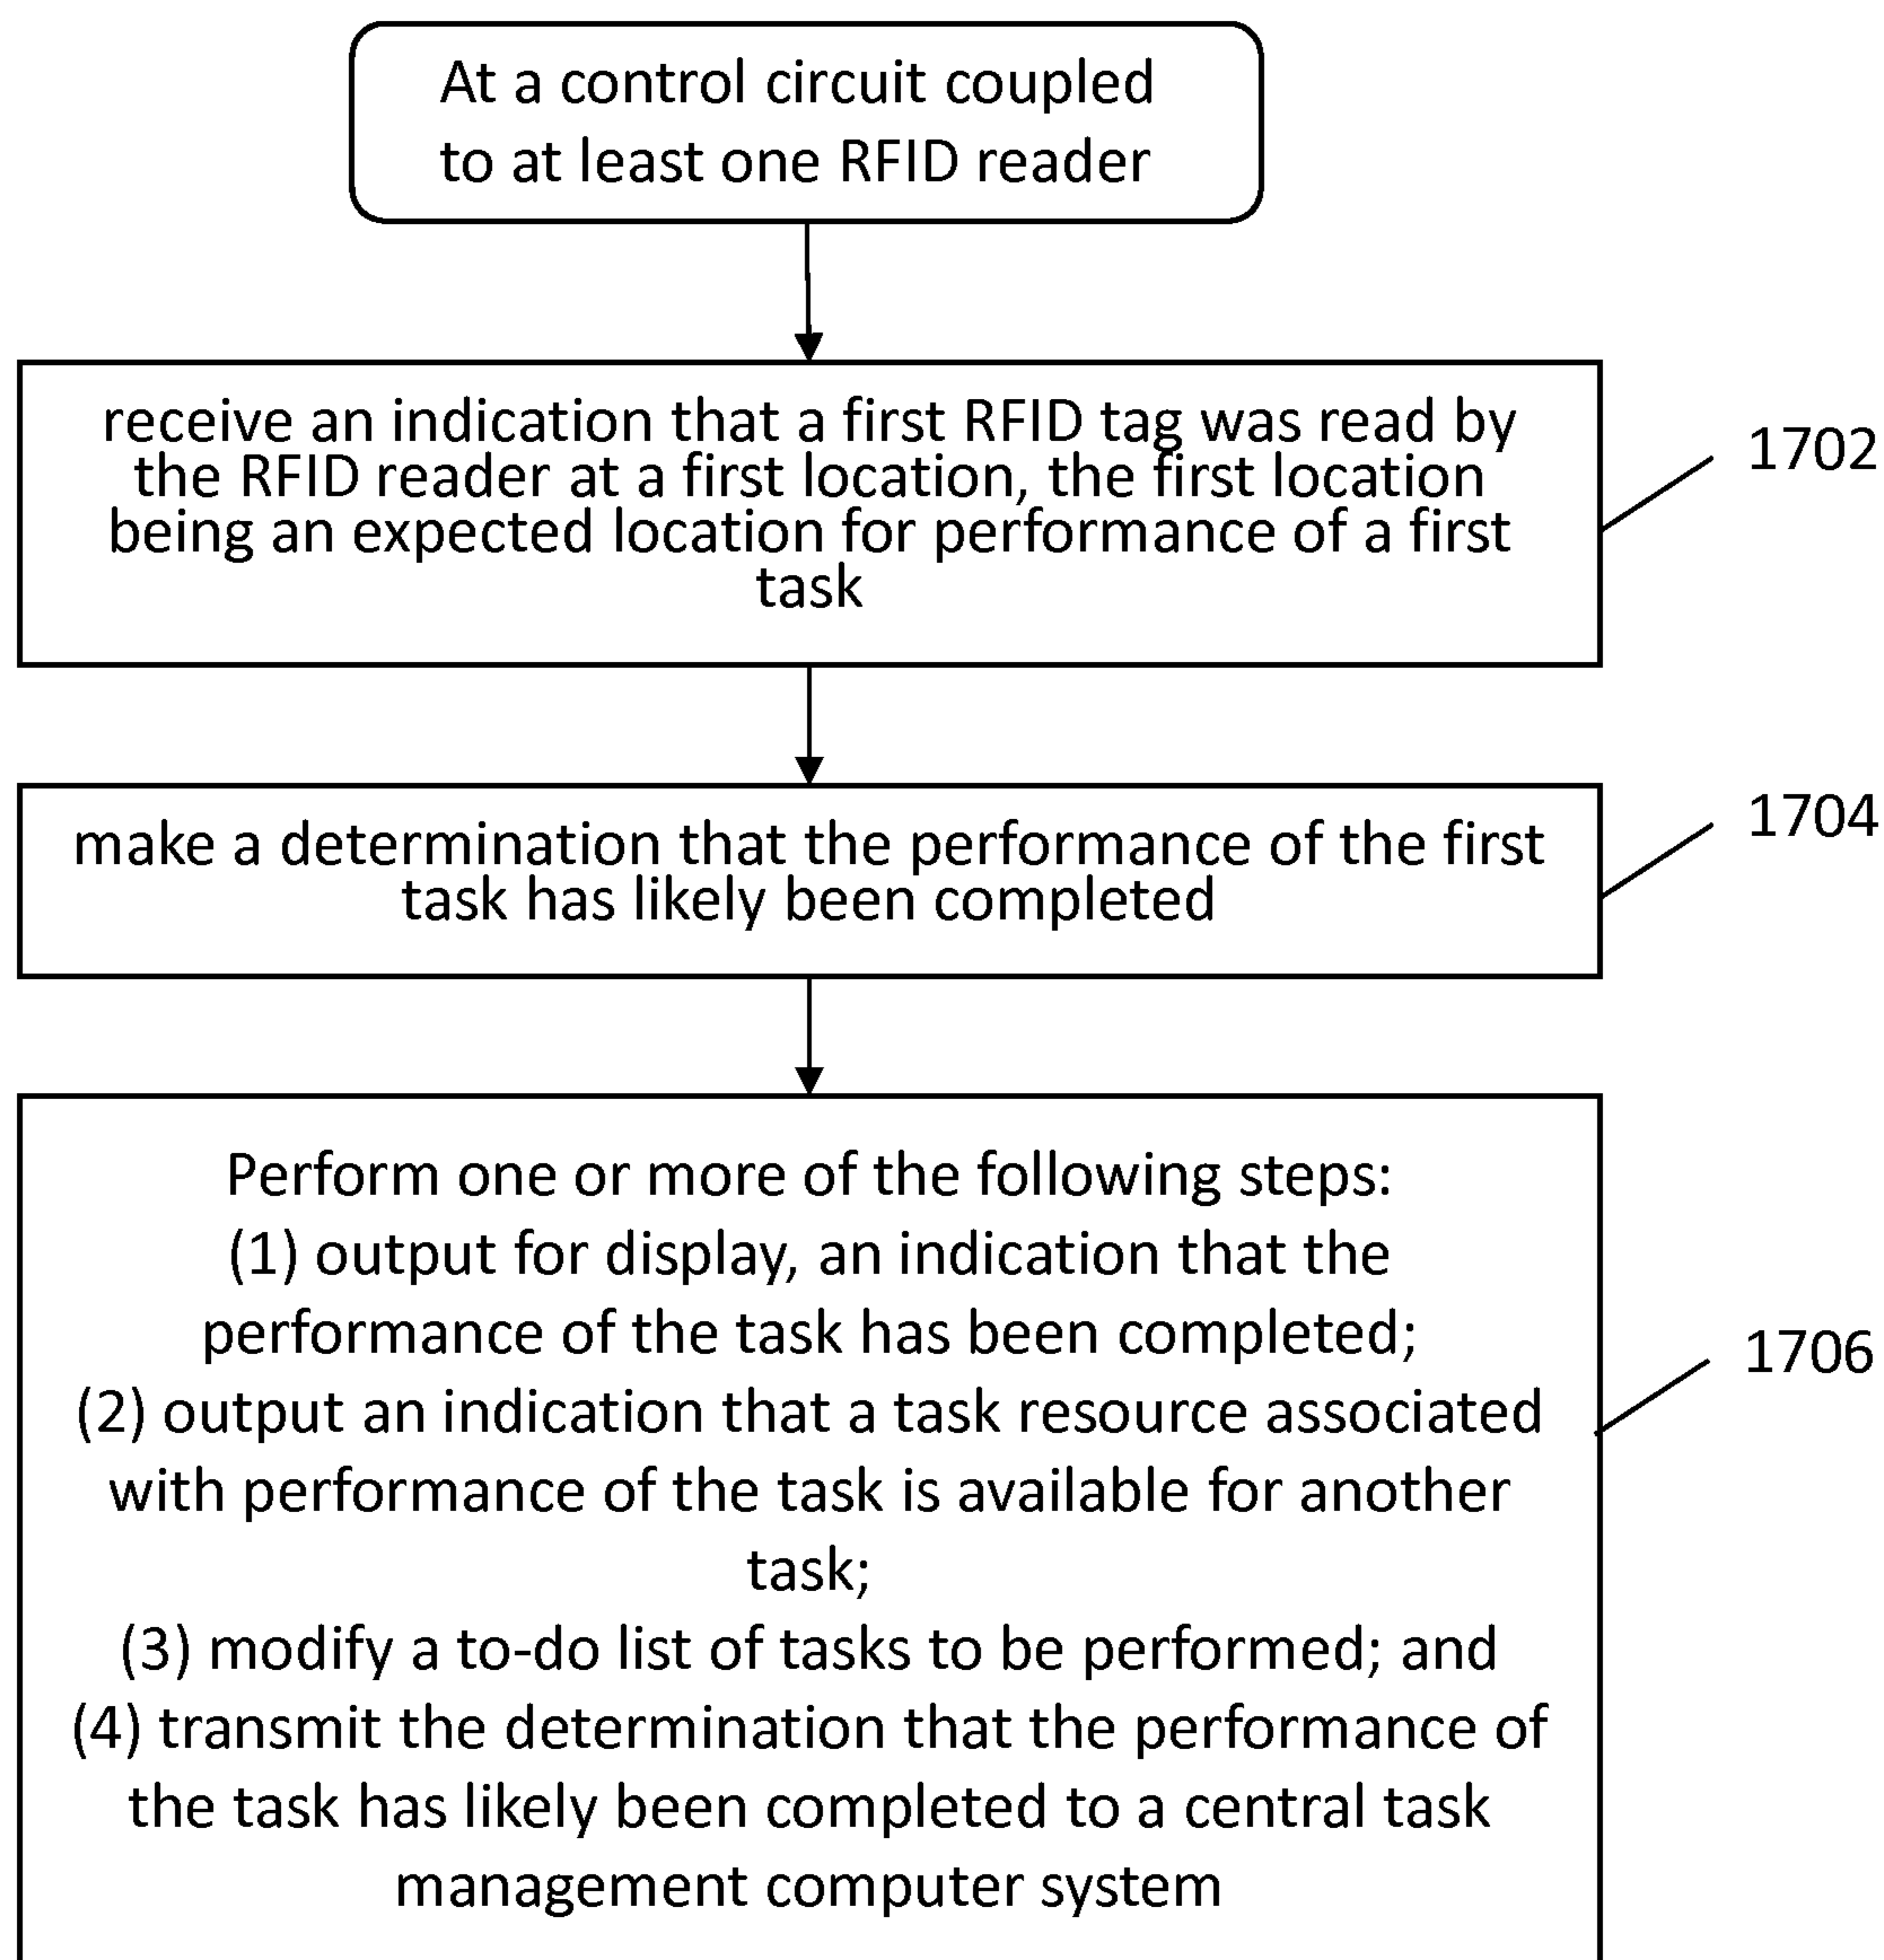 At a control circuit coupled
to at least one RFID reader
receive an indication that a first RFID tag was read by
the RFID reader at a first location, the first location
being an expected location for performance of a first
task
1702
make a determination that the performance of the first
task has likely been completed
1704
Perform one or more of the following steps:
(1) output for display, an indication that the
performance of the task has been completed;
(2) output an indication that a task resource associated
with performance of the task is available for another
task;
(3) modify a to-do list of tasks to be performed; and
(4) transmit the determination that the performance of
the task has likely been completed to a central task
management computer system
1706